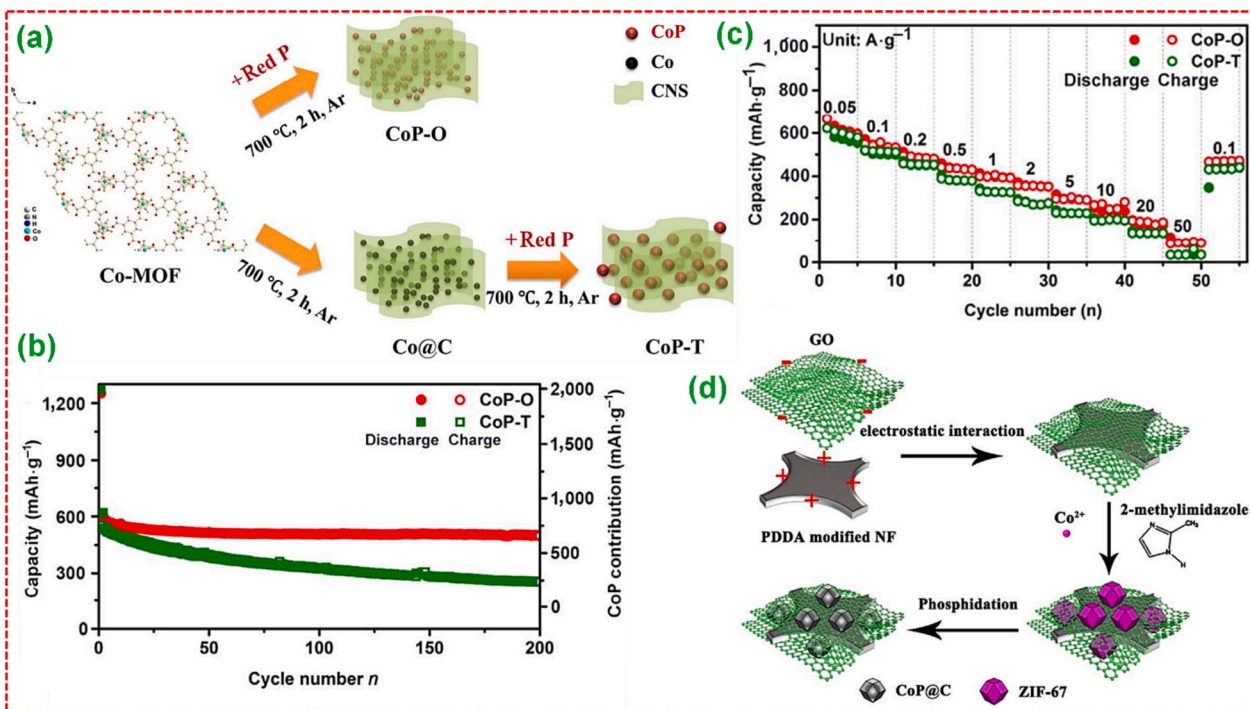 (a)
+Red P
700 ℃, 2 h, Ar
CoP-O
CoP
Co
CNS
C
N
H
Co
O
Co-MOF
700 ℃, 2 h, Ar
Co@C
+Red P
700 ℃, 2 h, Ar
CoP-T
(b)
Capacity (mAh·g⁻¹)
1,200
900
600
300
0
CoP-O
CoP-T
Discharge Charge
2,000
1,500
1,000
500
0
CoP contribution (mAh·g⁻¹)
0 50 100 150 200
Cycle number n
(c)
Capacity (mAh·g⁻¹)
1,000
800
600
400
200
0
Unit: A·g⁻¹
CoP-O
CoP-T
Discharge Charge
0.05
0.1
0.2
0.5
1
2
5
10
20
50
0.1
0 10 20 30 40 50
Cycle number (n)
(d)
GO
electrostatic interaction
PDDA modified NF
Co²⁺
2-methylimidazole
N
CH₃
N
H
Phosphidation
CoP@C
ZIF-67